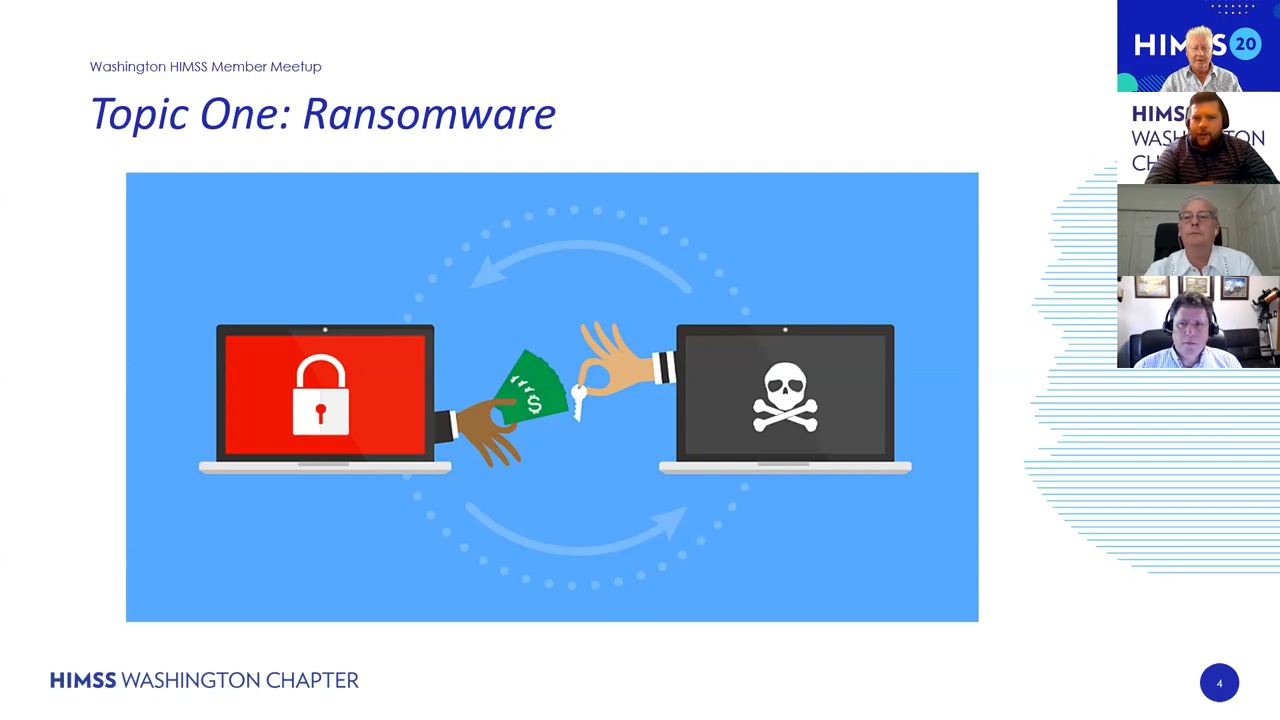 Washington HIMSS Member Meetup
Topic One: Ransomware
$
HIMSS WASHINGTON CHAPTER
4
HIMSS 20